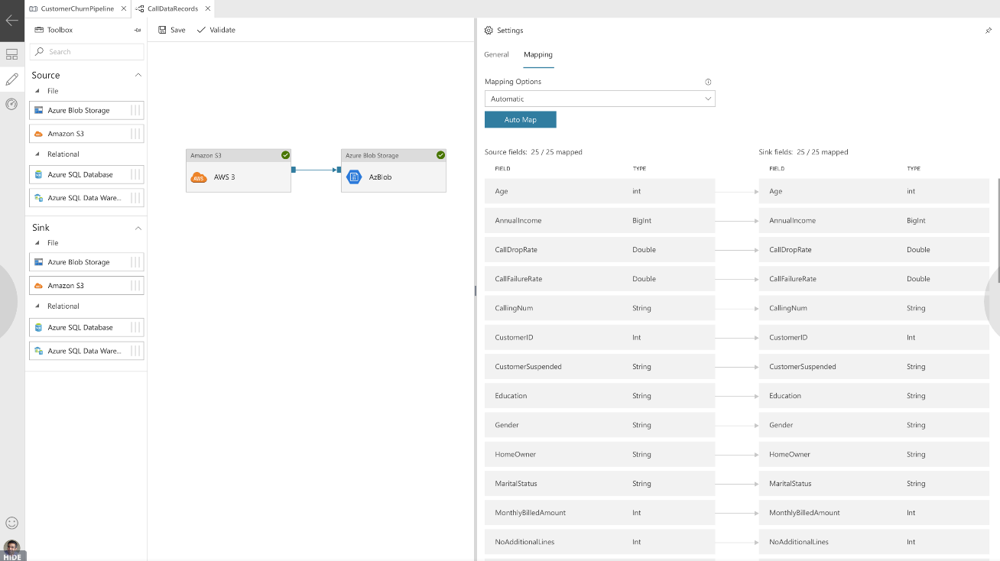 CustomerChurnPipeline
CallDataRecords
Toolbox
Search
Source
File
Azure Blob Storage
Amazon S3
Relational
Azure SQL Database
Azure SQL Data Ware...
Sink
File
Azure Blob Storage
Amazon S3
Relational
Azure SQL Database
Azure SQL Data Ware...
HIDE
Save Validate
Amazon S3
AWS
AWS 3
Azure Blob Storage
AzBlob
Settings
General Mapping
Mapping Options
Automatic
Auto Map
Source fields: 25 / 25 mapped Sink fields: 25 / 25 mapped
FIELD TYPE FIELD TYPE
Age int Age int
AnnualIncome BigInt AnnualIncome BigInt
CallDropRate Double CallDropRate Double
CallFailureRate Double CallFailureRate Double
CallingNum String CallingNum String
CustomerID Int CustomerID Int
CustomerSuspended String CustomerSuspended String
Education String Education String
Gender String Gender String
HomeOwner String HomeOwner String
MaritalStatus String MaritalStatus String
MonthlyBilledAmount Int MonthlyBilledAmount Int
NoAdditionalLines Int NoAdditionalLines Int